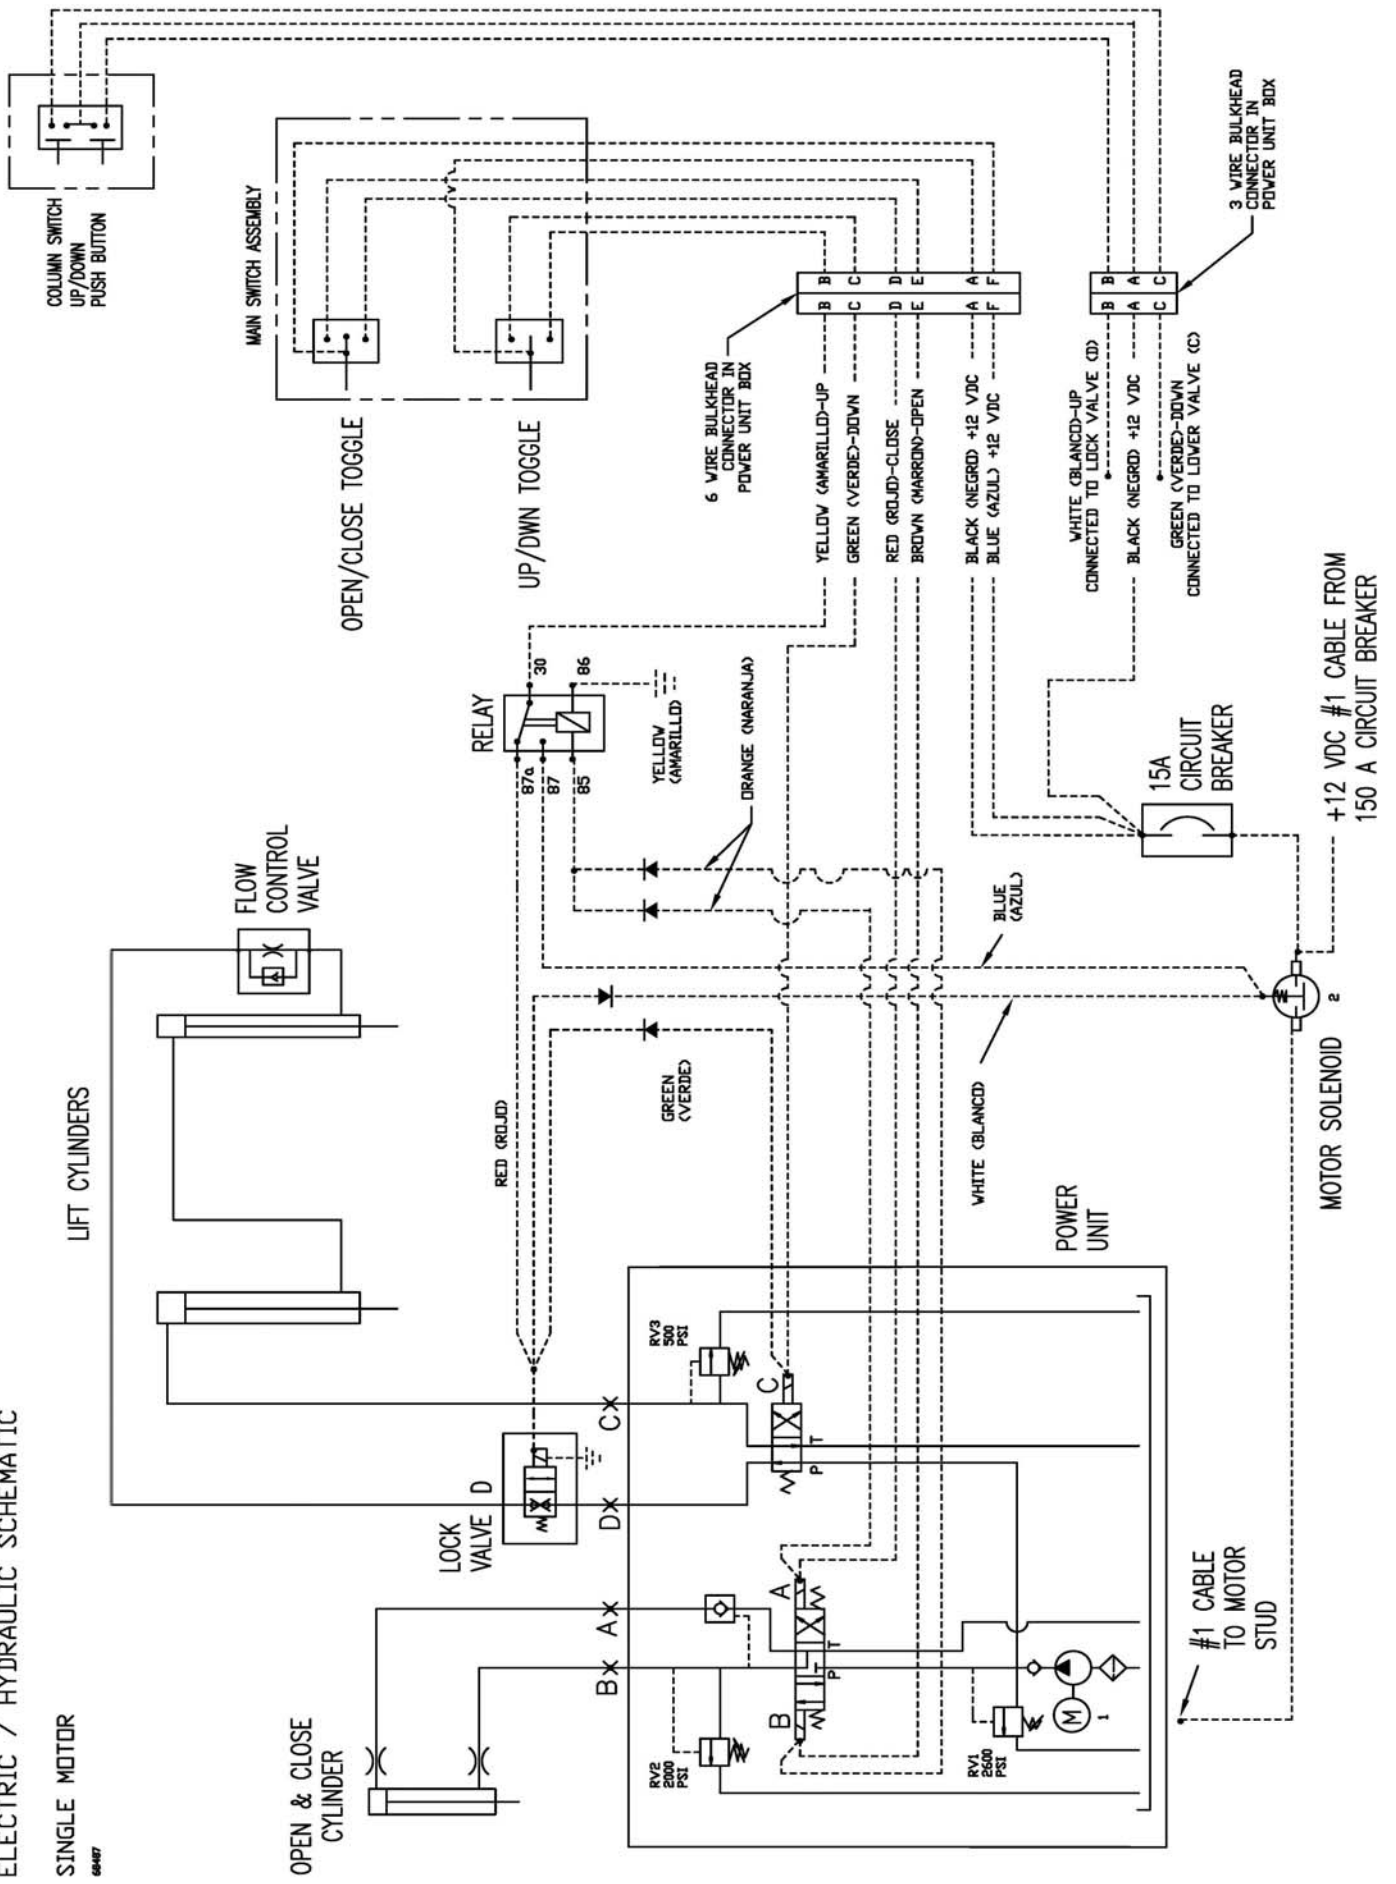 ELECTRIC / HYDRAULIC SCHEMATIC
SINGLE MOTOR
60407
OPEN & CLOSE
CYLINDER
LIFT CYLINDERS
FLOW
CONTROL
VALVE
LOCK
VALVE D
B
A
D
C
RV2
2000
PSI
RV3
500
PSI
B
A
C
P
T
P
T
RV1
2600
PSI
M
1
POWER
UNIT
#1 CABLE
TO MOTOR
STUD
MOTOR SOLENOID
2
RED (ROJO)
GREEN
(VERDE)
WHITE (BLANCO)
BLUE
(AZUL)
RELAY
87a
87
85
30
86
YELLOW
(AMARILLO)
ORANGE (NARANJA)
15A
CIRCUIT
BREAKER
+12 VDC #1 CABLE FROM
150 A CIRCUIT BREAKER
COLUMN SWITCH
UP/DOWN
PUSH BUTTON
MAIN SWITCH ASSEMBLY
OPEN/CLOSE TOGGLE
UP/DWN TOGGLE
6 WIRE BULKHEAD
CONNECTOR IN
POWER UNIT BOX
YELLOW (AMARILLO)-UP
B B
GREEN (VERDE)-DOWN
C C
RED (ROJO)-CLOSE
D D
BROWN (MARRON)-OPEN
E E
BLACK (NEGRO) +12 VDC
A A
BLUE (AZUL) +12 VDC
F F
WHITE (BLANCO)-UP
CONNECTED TO LOCK VALVE (D)
B B
BLACK (NEGRO) +12 VDC
A A
GREEN (VERDE)-DOWN
CONNECTED TO LOWER VALVE (C)
C C
3 WIRE BULKHEAD
CONNECTOR IN
POWER UNIT BOX